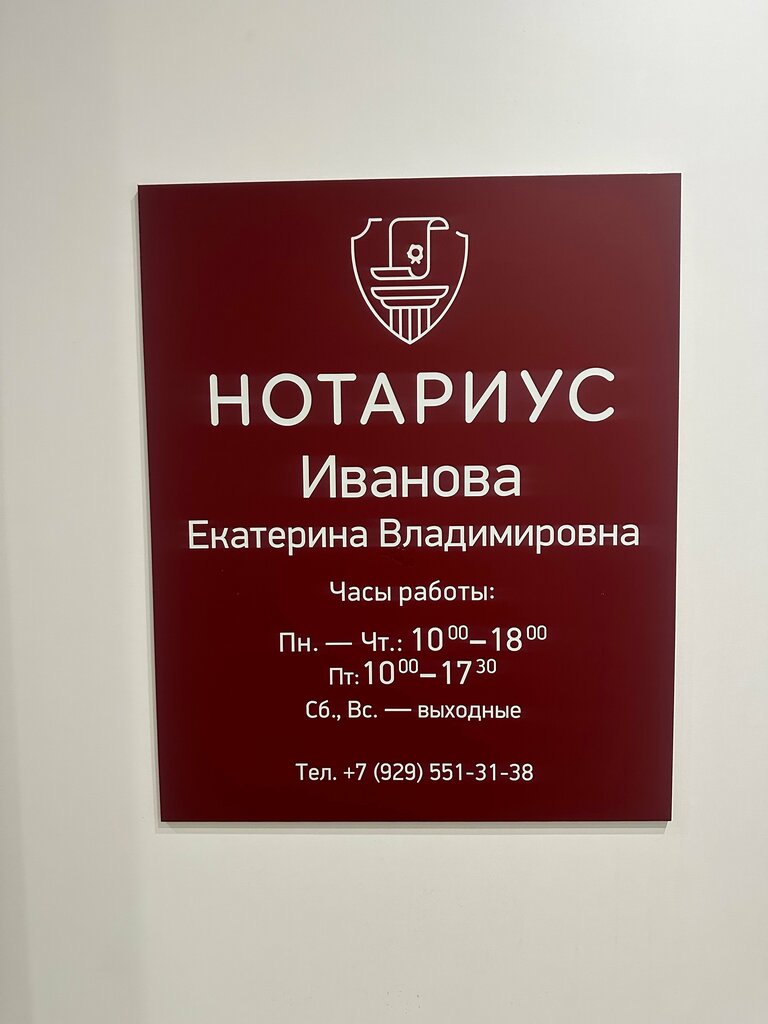 НОТАРИУС
Иванова
Екатерина Владимировна
Часы работы:
Пн. — Чт.: 10⁰⁰–18⁰⁰
Пт: 10⁰⁰–17³⁰
Сб., Вс. — выходные
Тел. +7 (929) 551-31-38